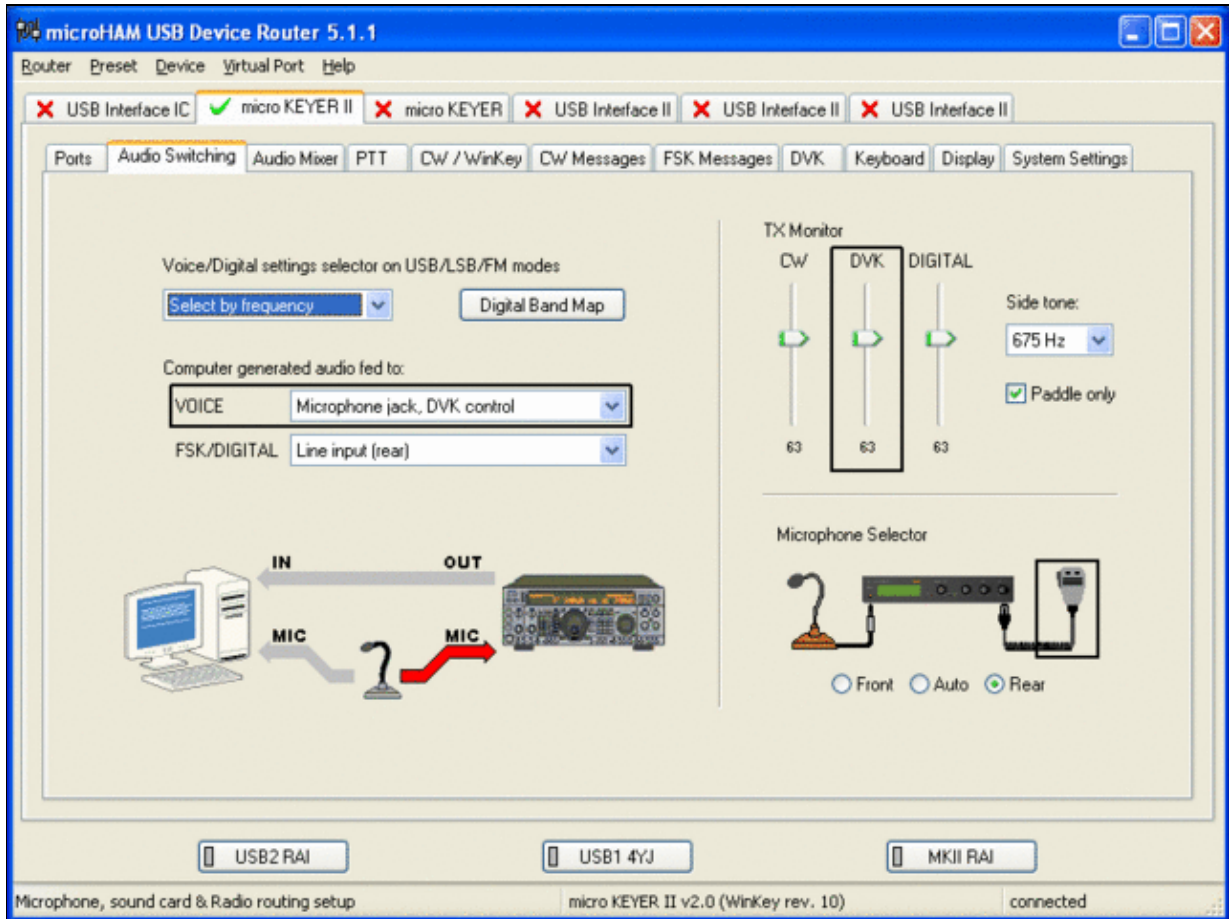 microHAM USB Device Router 5.1.1
Router Preset Device Virtual Port Help
USB Interface IC micro KEYER II micro KEYER USB Interface II USB Interface II USB Interface II
Ports Audio Switching Audio Mixer PTT CW / WinKey CW Messages FSK Messages DVK Keyboard Display System Settings
Voice/Digital settings selector on USB/LSB/FM modes
Select by frequency Digital Band Map
Computer generated audio fed to:
VOICE Microphone jack, DVK control
FSK/DIGITAL Line input (rear)
IN OUT
MIC MIC
TX Monitor
CW DVK DIGITAL
Side tone:
675 Hz
Paddle only
63 63 63
Microphone Selector
Front Auto Rear
USB2 RAI USB1 4YJ MKII RAI
Microphone, sound card & Radio routing setup micro KEYER II v2.0 (WinKey rev. 10) connected